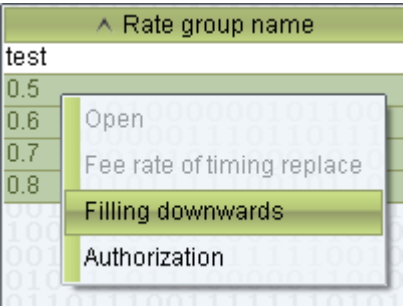 Rate group name
test
0.5
0.6
0.7
0.8
Open
Fee rate of timing replace
Filling downwards
Authorization